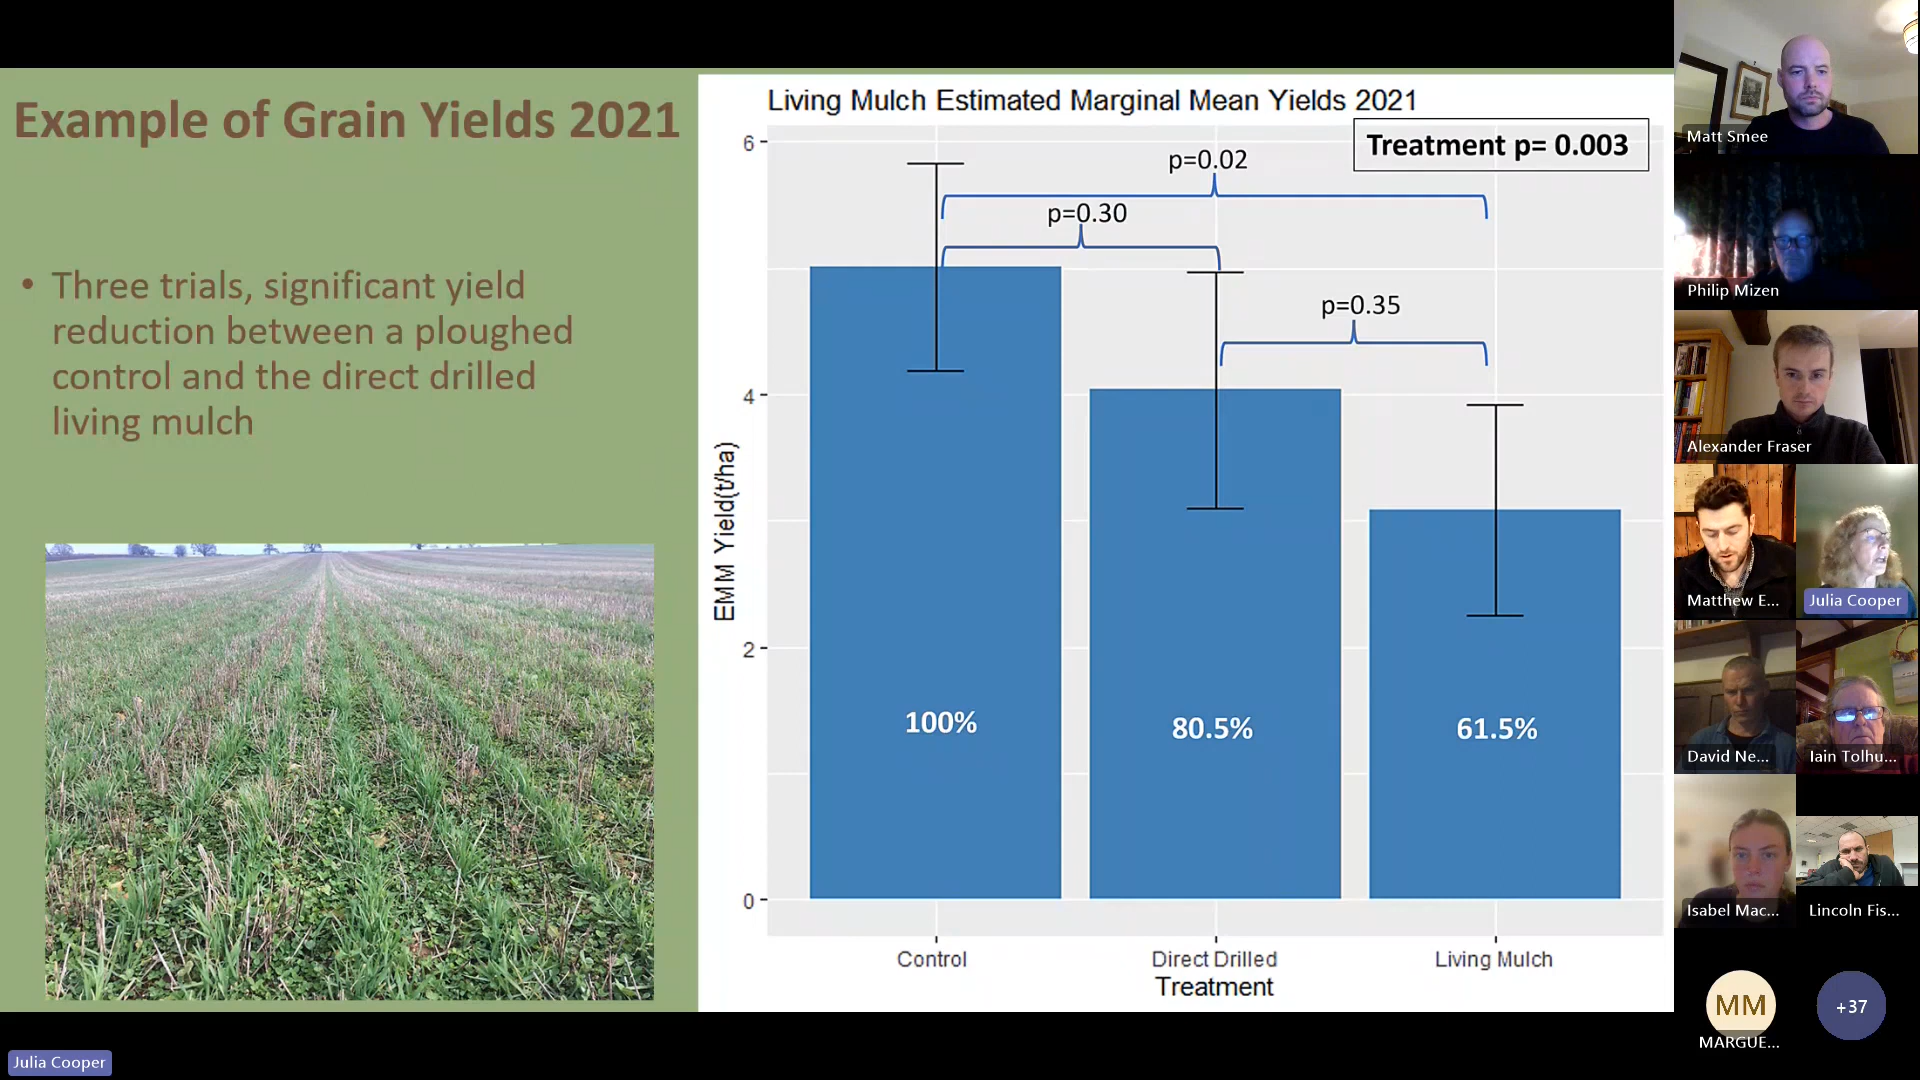 Example of Grain Yields 2021
• Three trials, significant yield
reduction between a ploughed
control and the direct drilled
living mulch
Living Mulch Estimated Marginal Mean Yields 2021
Treatment p= 0.003
p=0.02
p=0.30
p=0.35
EMM Yield(t/ha)
6
4
2
0
100%
80.5%
61.5%
Control
Direct Drilled
Living Mulch
Treatment
Matt Smee
Philip Mizen
Alexander Fraser
Matthew E...
Julia Cooper
David Ne...
Iain Tolhu...
Isabel Mac...
Lincoln Fis...
MM
MARGUE...
+37
Julia Cooper